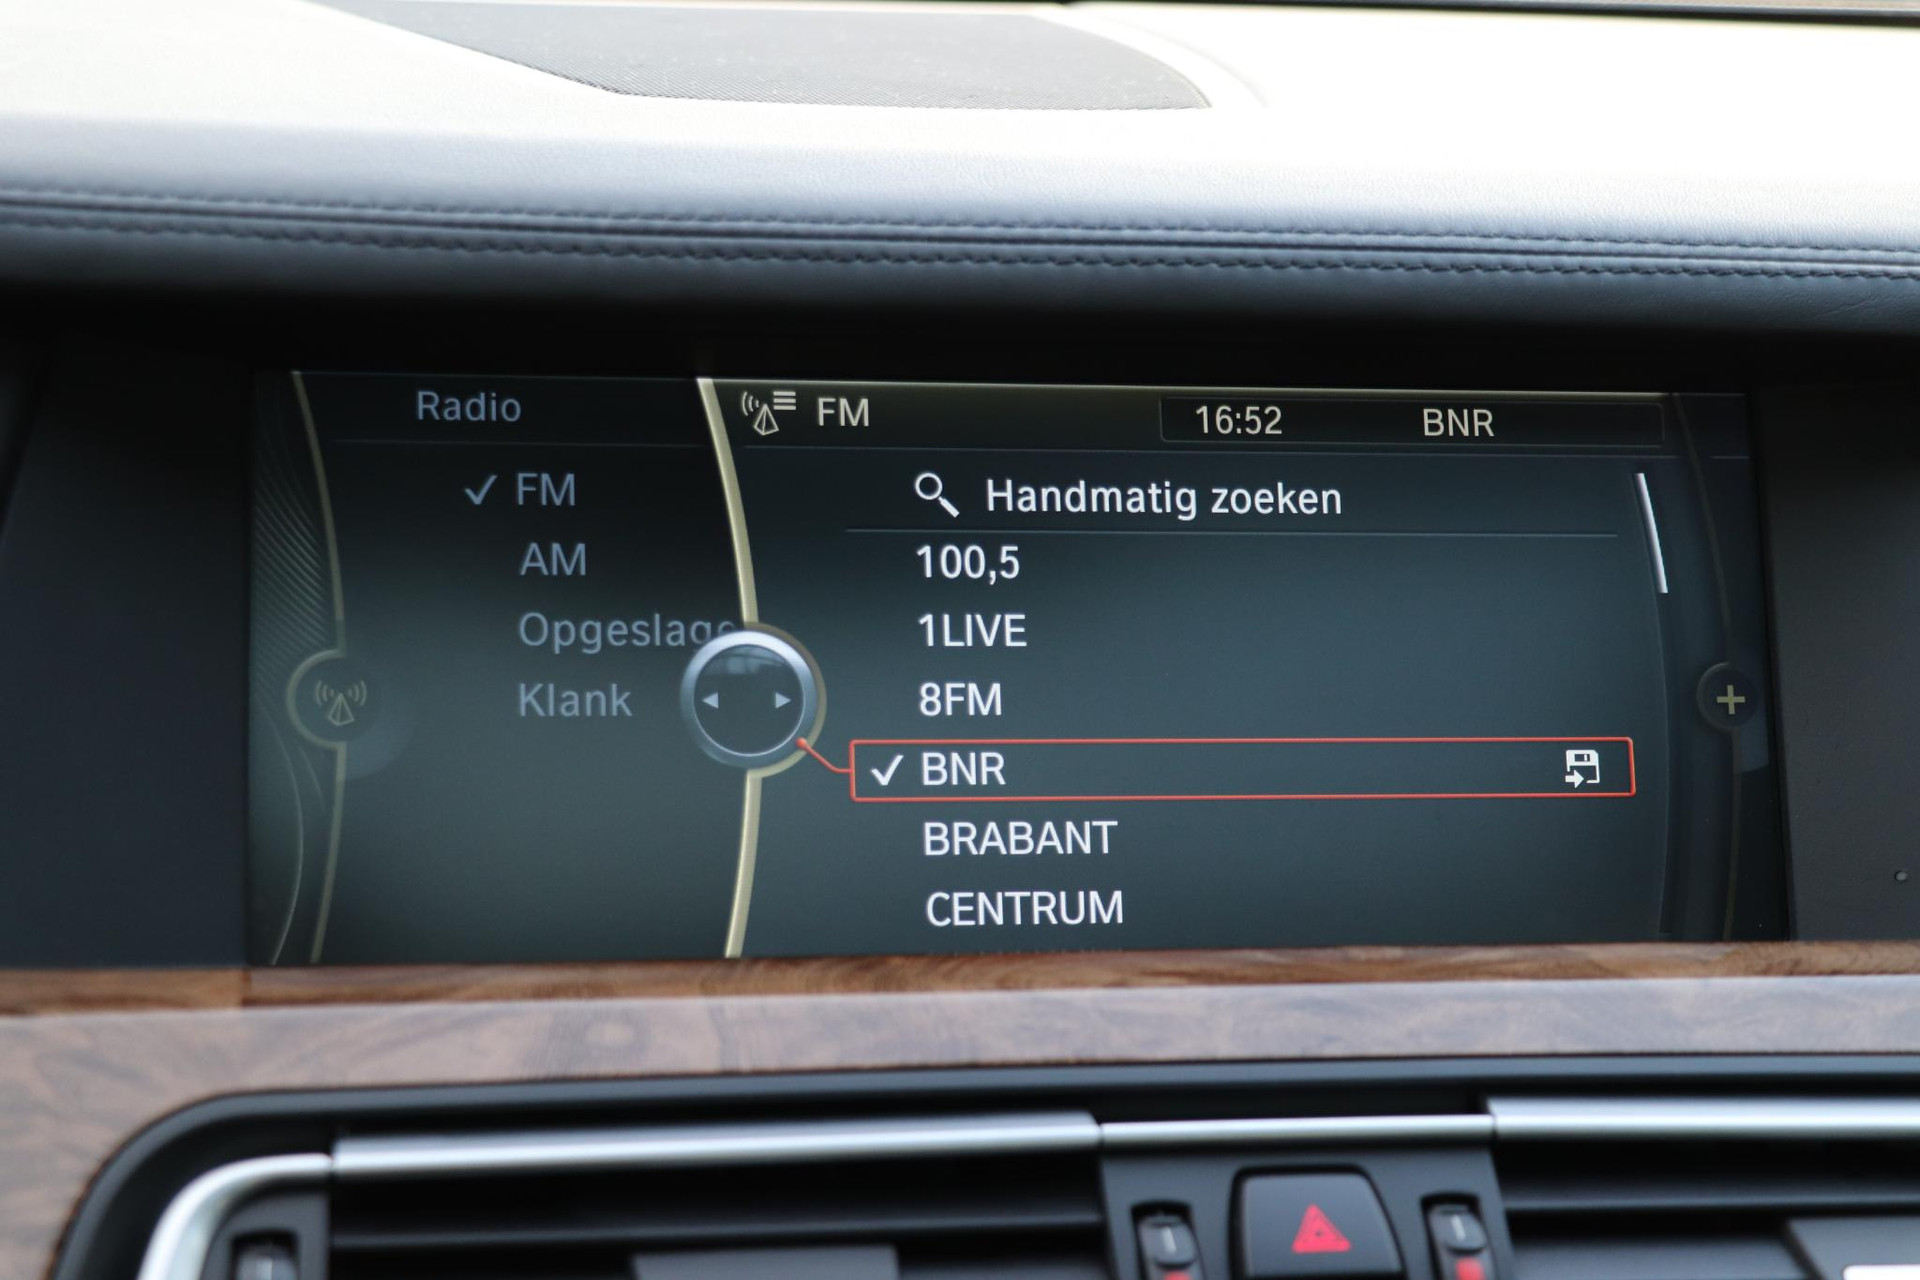 Radio
FM
16:52
BNR
✓ FM
AM
Opgeslage
Klank
Handmatig zoeken
100,5
1LIVE
8FM
✓ BNR
BRABANT
CENTRUM